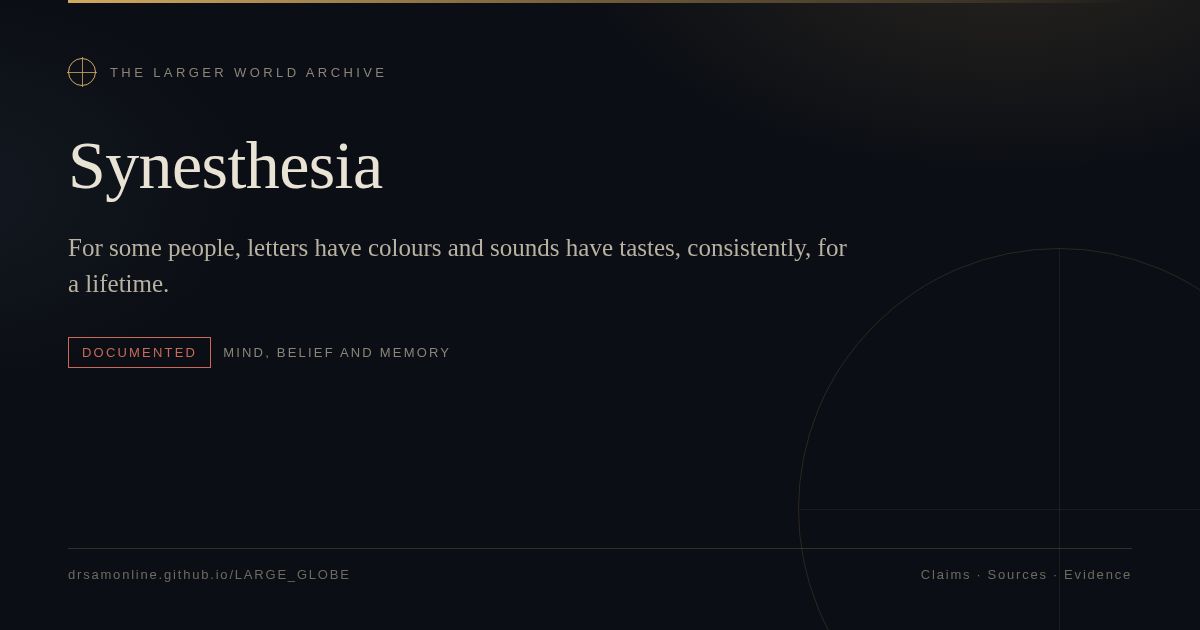 THE LARGER WORLD ARCHIVE
Synesthesia
For some people, letters have colours and sounds have tastes, consistently, for
a lifetime.
DOCUMENTED MIND, BELIEF AND MEMORY
drsamonline.github.io/LARGE_GLOBE Claims · Sources · Evidence